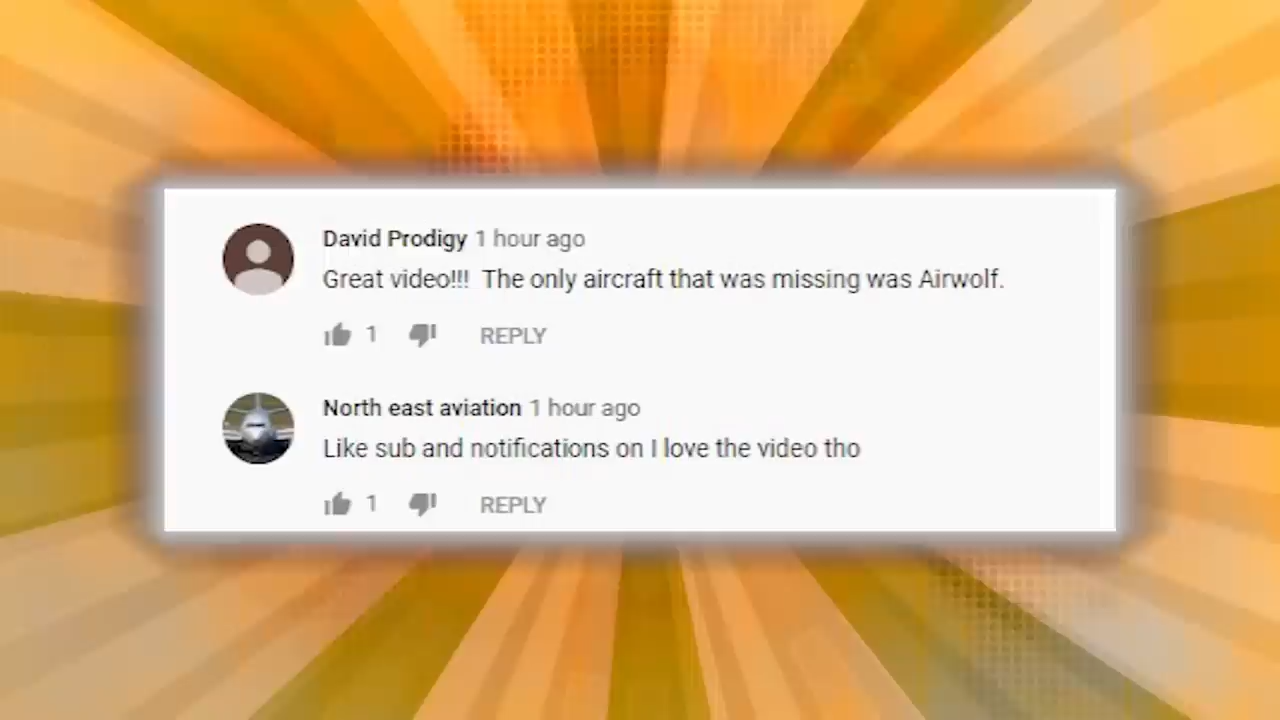 David Prodigy 1 hour ago
Great video!!! The only aircraft that was missing was Airwolf.
1 REPLY
North east aviation 1 hour ago
Like sub and notifications on I love the video tho
1 REPLY